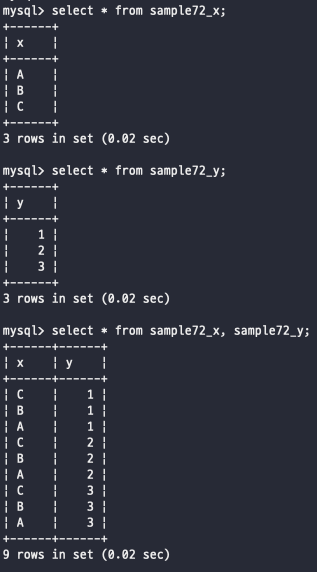 mysql> select * from sample72_x;
+------+
| x    |
+------+
| A    |
| B    |
| C    |
+------+
3 rows in set (0.02 sec)

mysql> select * from sample72_y;
+------+
| y    |
+------+
|    1 |
|    2 |
|    3 |
+------+
3 rows in set (0.02 sec)

mysql> select * from sample72_x, sample72_y;
+------+------+
| x    | y    |
+------+------+
| C    |    1 |
| B    |    1 |
| A    |    1 |
| C    |    2 |
| B    |    2 |
| A    |    2 |
| C    |    3 |
| B    |    3 |
| A    |    3 |
+------+------+
9 rows in set (0.02 sec)